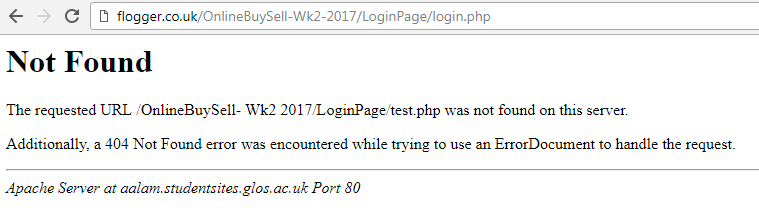 flogger.co.uk/OnlineBuySell-Wk2-2017/LoginPage/login.php
Not Found
The requested URL /OnlineBuySell- Wk2 2017/LoginPage/test.php was not found on this server.
Additionally, a 404 Not Found error was encountered while trying to use an ErrorDocument to handle the request.
Apache Server at aalam.studentsites.glos.ac.uk Port 80